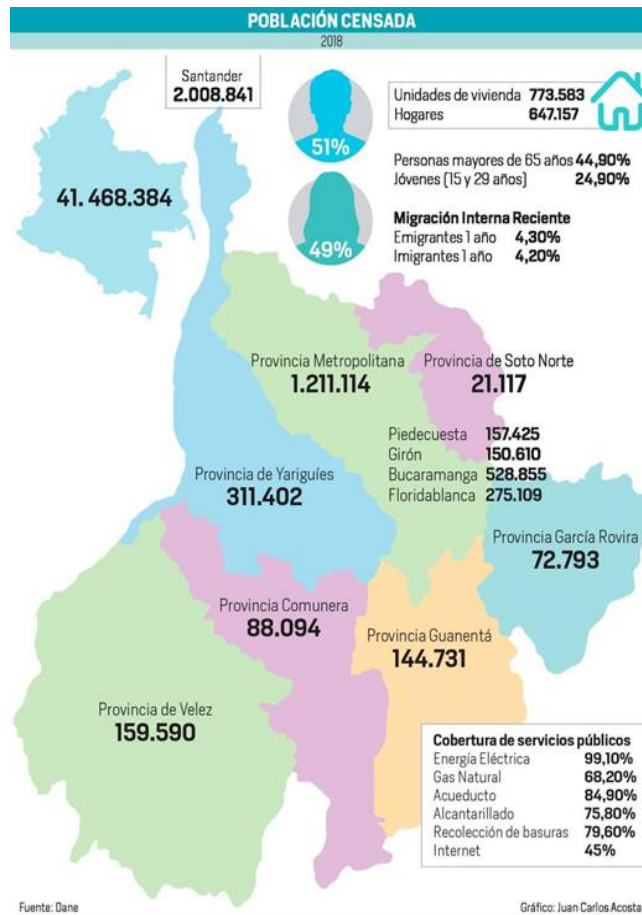 POBLACIÓN CENSADA
2018
Santander
2.008.841
41. 468.384
51%
49%
Unidades de vivienda 773.583
Hogares 647.157
Personas mayores de 65 años 44,90%
Jóvenes (15 y 29 años) 24,90%
Migración Interna Reciente
Emigrantes 1 año 4,30%
Imigrantes 1 año 4,20%
Provincia Metropolitana
1.211.114
Provincia de Soto Norte
21.117
Piedecuesta 157.425
Girón 150.610
Bucaramanga 528.855
Floridablanca 275.109
Provincia de Yariguíes
311.402
Provincia García Rovira
72.793
Provincia Comunera
88.094
Provincia Guanentá
144.731
Provincia de Velez
159.590
Cobertura de servicios públicos
Energía Eléctrica 99,10%
Gas Natural 68,20%
Acueducto 84,90%
Alcantarillado 75,80%
Recolección de basuras 79,60%
Internet 45%
Fuente: Dane
Gráfico: Juan Carlos Acosta